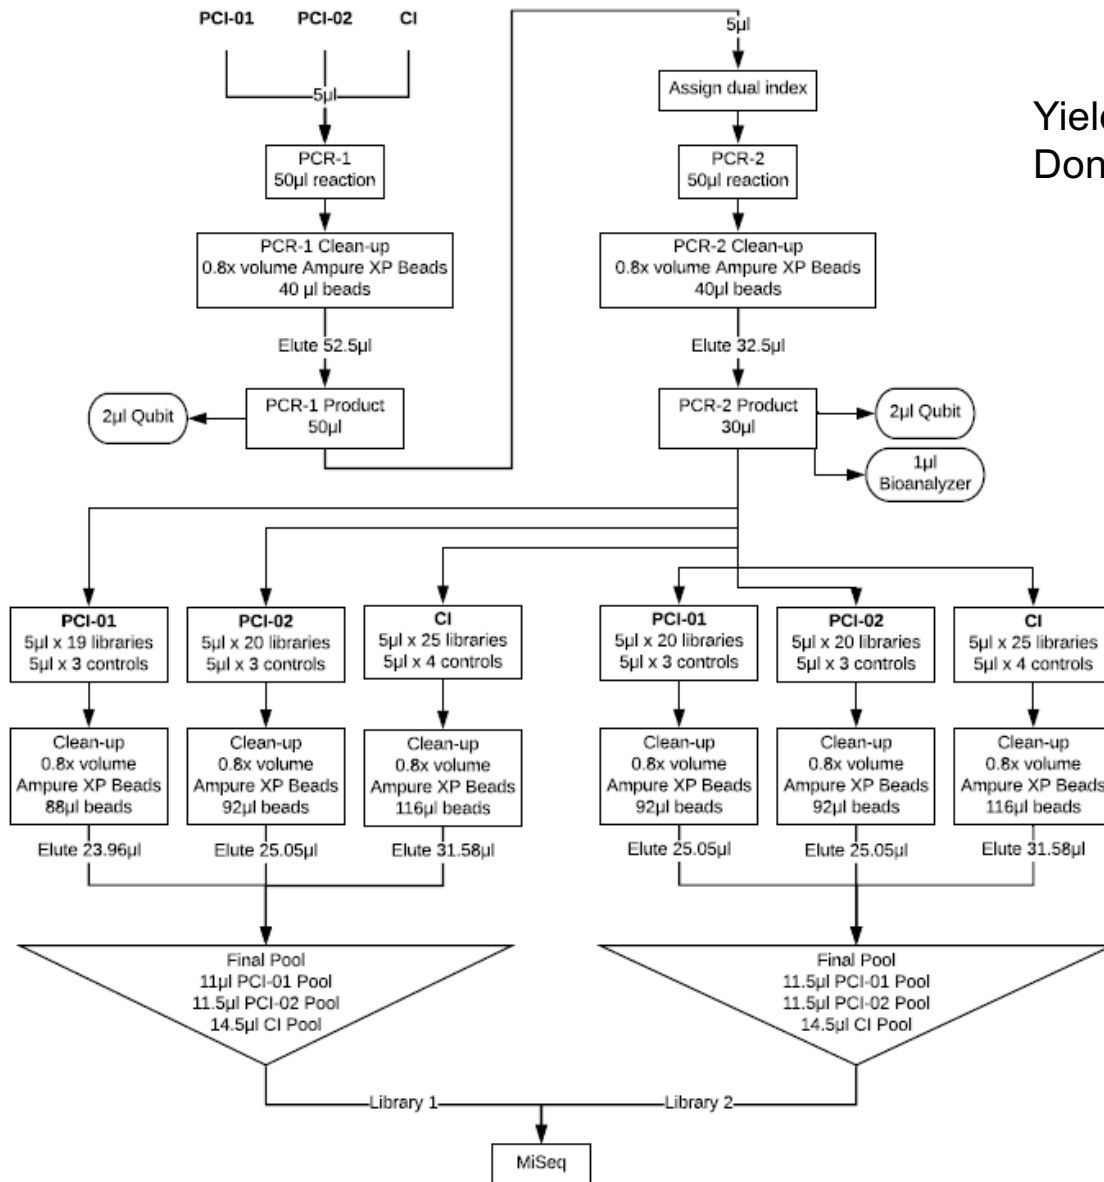 PCI-01 PCI-02 CI
5µl
PCR-1
50µl reaction
PCR-1 Clean-up
0.8x volume Ampure XP Beads
40 µl beads
Elute 52.5µl
PCR-1 Product
50µl
2µl Qubit
5µl
Assign dual index
PCR-2
50µl reaction
PCR-2 Clean-up
0.8x volume Ampure XP Beads
40µl beads
Elute 32.5µl
PCR-2 Product
30µl
2µl Qubit
1µl
Bioanalyzer
PCI-01
5µl x 19 libraries
5µl x 3 controls
PCI-02
5µl x 20 libraries
5µl x 3 controls
CI
5µl x 25 libraries
5µl x 4 controls
PCI-01
5µl x 20 libraries
5µl x 3 controls
PCI-02
5µl x 20 libraries
5µl x 3 controls
CI
5µl x 25 libraries
5µl x 4 controls
Clean-up
0.8x volume
Ampure XP Beads
88µl beads
Clean-up
0.8x volume
Ampure XP Beads
92µl beads
Clean-up
0.8x volume
Ampure XP Beads
116µl beads
Clean-up
0.8x volume
Ampure XP Beads
92µl beads
Clean-up
0.8x volume
Ampure XP Beads
92µl beads
Clean-up
0.8x volume
Ampure XP Beads
116µl beads
Elute 23.96µl
Elute 25.05µl
Elute 31.58µl
Elute 25.05µl
Elute 25.05µl
Elute 31.58µl
Final Pool
11µl PCI-01 Pool
11.5µl PCI-02 Pool
14.5µl CI Pool
Final Pool
11.5µl PCI-01 Pool
11.5µl PCI-02 Pool
14.5µl CI Pool
Library 1
Library 2
MiSeq